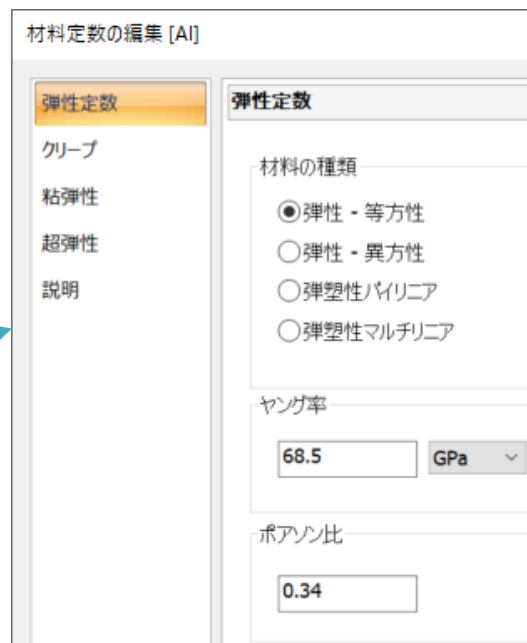 材料定数の編集 [Al]
弾性定数
クリープ
粘弾性
超弾性
説明
弾性定数
材料の種類
弾性 - 等方性
弾性 - 異方性
弾塑性バイリニア
弾塑性マルチリニア
ヤング率
68.5 GPa
ポアソン比
0.34